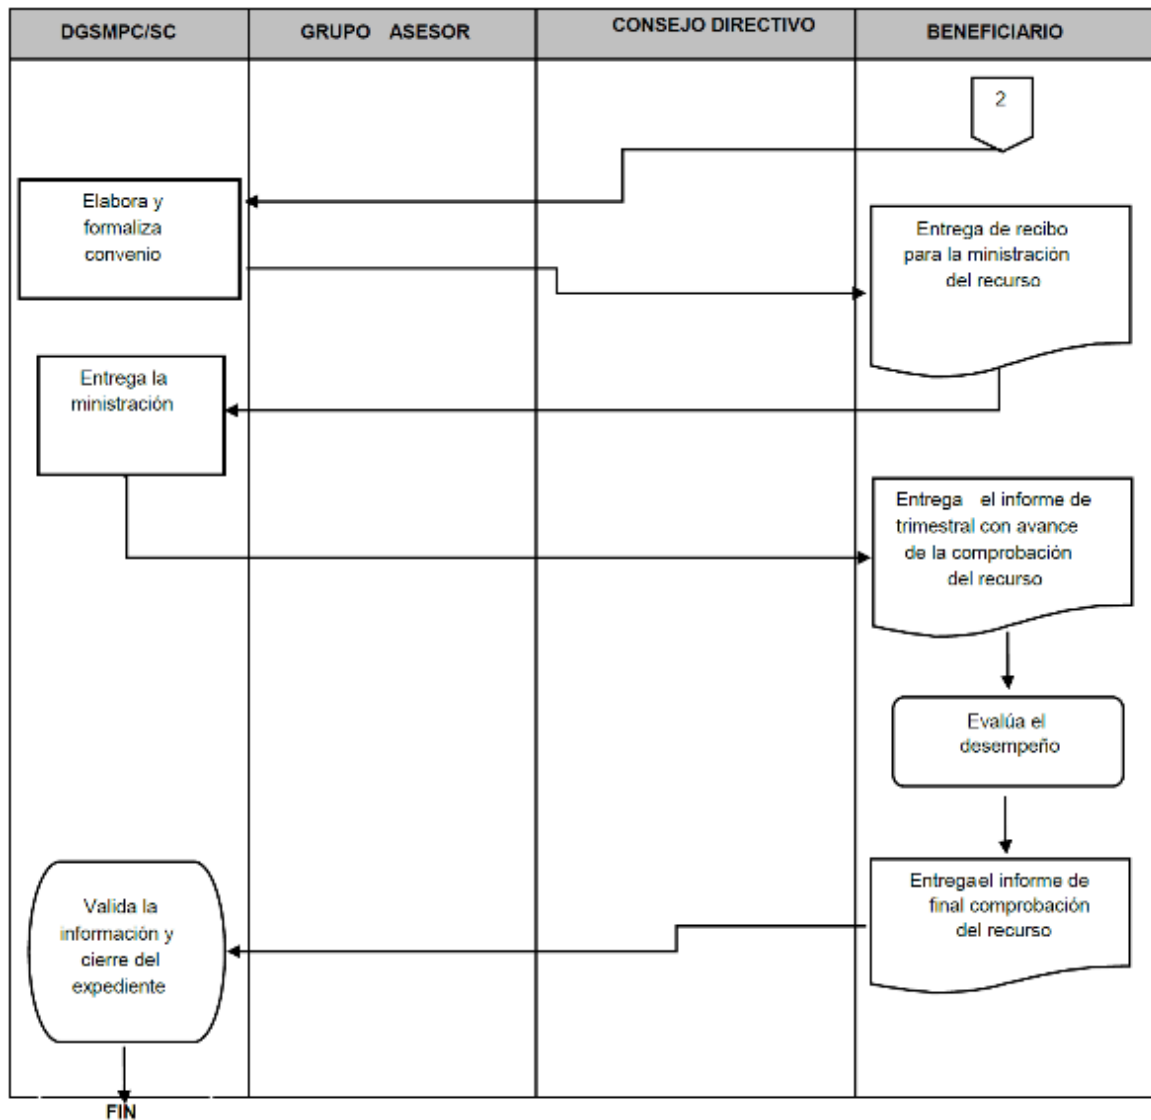 DGSMPC/SC
GRUPO ASESOR
CONSEJO DIRECTIVO
BENEFICIARIO
2
Elabora y
formaliza
convenio
Entrega de recibo
para la ministración
del recurso
Entrega la
ministración
Entrega el informe de
trimestral con avance
de la comprobación
del recurso
Evalúa el
desempeño
Entregael informe de
final comprobación
del recurso
Valida la
información y
cierre del
expediente
FIN